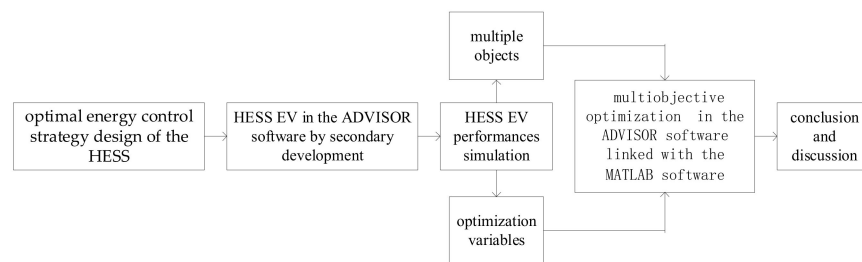 optimal energy control
strategy design of the
HESS
HESS EV in the ADVISOR
software by secondary
development
HESS EV
performances
simulation
multiple
objects
optimization
variables
multiobjective
optimization in the
ADVISOR software
linked with the
MATLAB software
conclusion
and
discussion